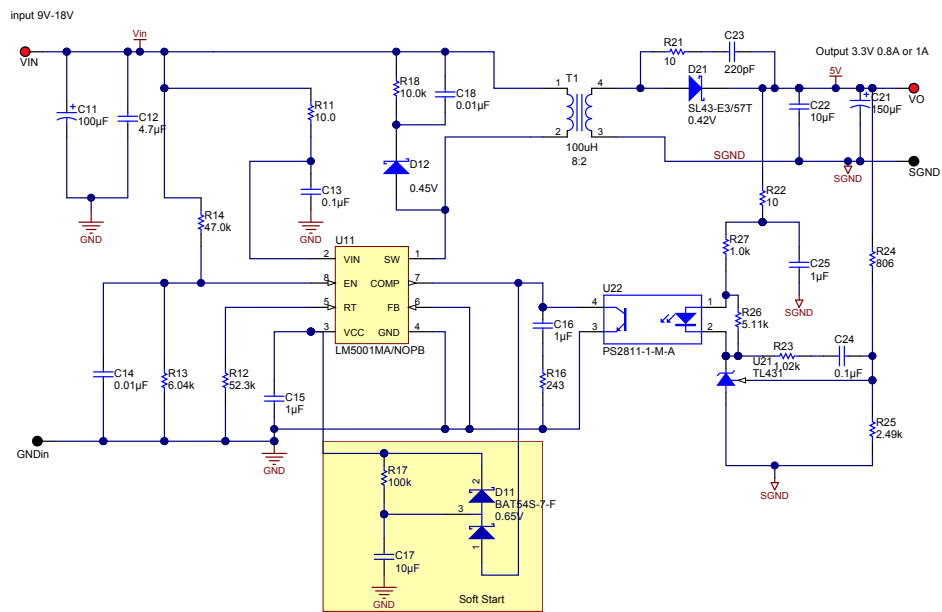 input 9V-18V
VIN
Vin
C11
100µF
C12
4.7µF
GND
R14
47.0k
R11
10.0
C13
0.1µF
GND
R18
10.0k
C18
0.01µF
D12
0.45V
T1
1
2
4
3
100uH
8:2
R21
10
C23
220pF
D21
SL43-E3/57T
0.42V
Output 3.3V 0.8A or 1A
5V
VO
C22
10µF
C21
150µF
SGND
SGND
SGND
U11
2
8
5
3
VIN
EN
RT
VCC
SW
COMP
FB
GND
1
7
6
4
LM5001MA/NOPB
R22
10
R27
1.0k
C25
1µF
SGND
R24
806
U22
4
3
1
2
PS2811-1-M-A
R26
5.11k
R23
1.02k
C24
0.1µF
U21
TL431
R25
2.49k
SGND
C16
1µF
R16
243
C14
0.01µF
R13
6.04k
R12
52.3k
C15
1µF
GNDin
GND
R17
100k
C17
10µF
GND
2
3
1
D11
BAT54S-7-F
0.65V
Soft Start